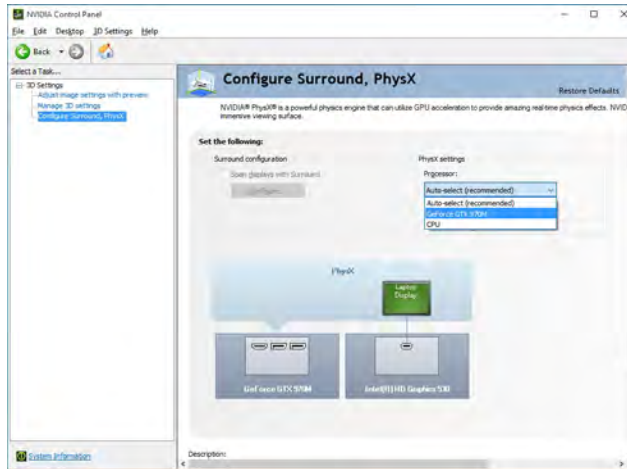 NVIDIA Control Panel
File Edit Desktop 3D Settings Help
Back
Select a Task...
3D Settings
Adjust image settings with preview
Manage 3D settings
Configure Surround, PhysX
Configure Surround, PhysX
Restore Defaults
NVIDIA® PhysX® is a powerful physics engine that can utilize GPU acceleration to provide amazing real time physics effects. NVID
immersive viewing surface.
Set the following:
Surround configuration
Span displays with Surround
Configure...
PhysX settings
Processor:
Auto-select (recommended)
Auto-select (recommended)
GeForce GTX 970M
CPU
PhysX
Laptop
Display
GeForce GTX 970M
Intel(R) HD Graphics 530
System Information
Description: